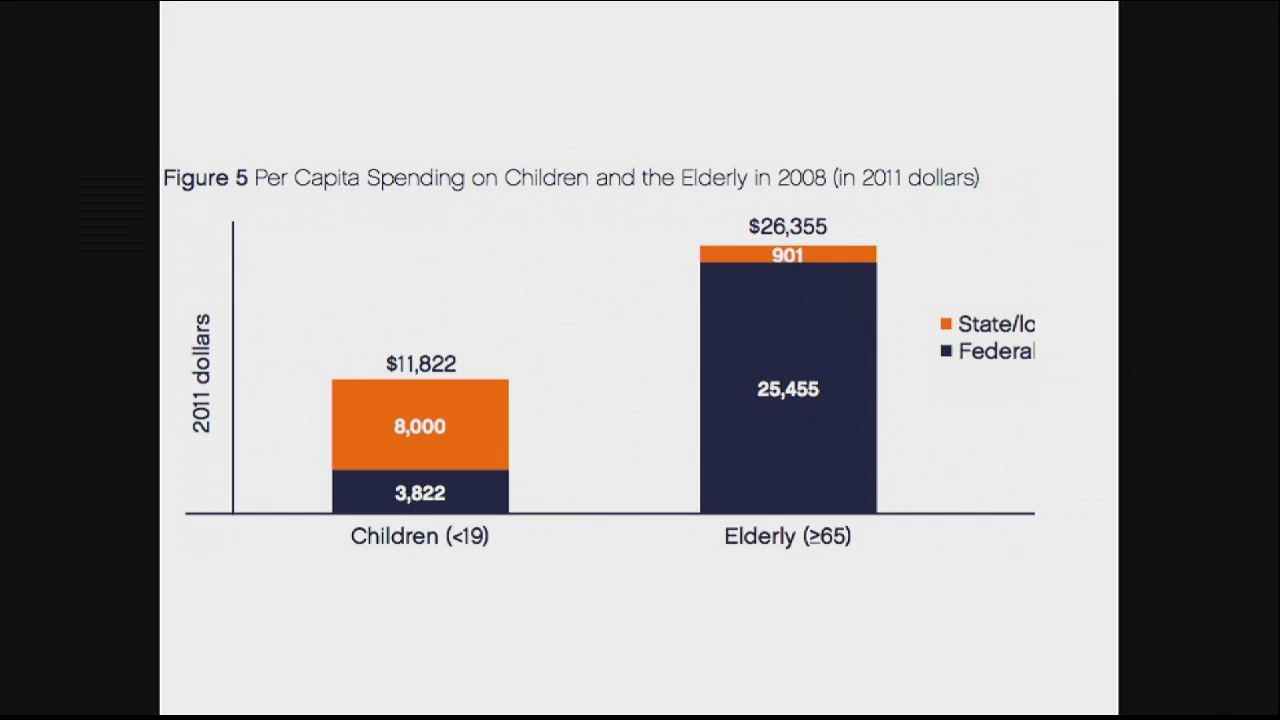 Figure 5 Per Capita Spending on Children and the Elderly in 2008 (in 2011 dollars)
$26,355
901
25,455
$11,822
8,000
3,822
2011 dollars
State/lo
Federal
Children (<19)
Elderly (≥65)